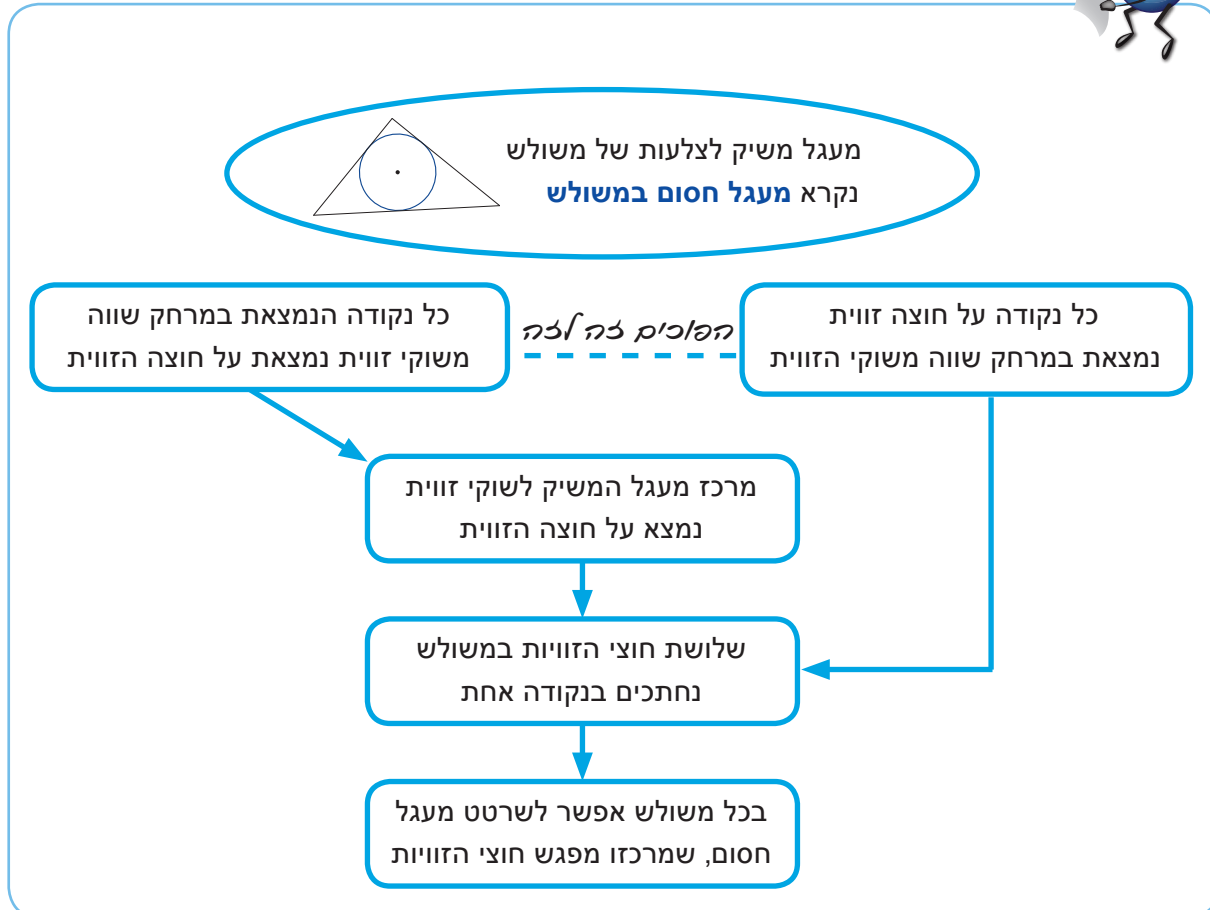 מעגל משיק לצלעות של משולש
נקרא מעגל חסום במשולש
כל נקודה על חוצה זווית
נמצאת במרחק שווה משוקי הזווית
הפוכים זה לזה
כל נקודה הנמצאת במרחק שווה
משוקי זווית נמצאת על חוצה הזווית
מרכז מעגל המשיק לשוקי זווית
נמצא על חוצה הזווית
שלושת חוצי הזוויות במשולש
נחתכים בנקודה אחת
בכל משולש אפשר לשרטט מעגל
חסום, שמרכזו מפגש חוצי הזוויות